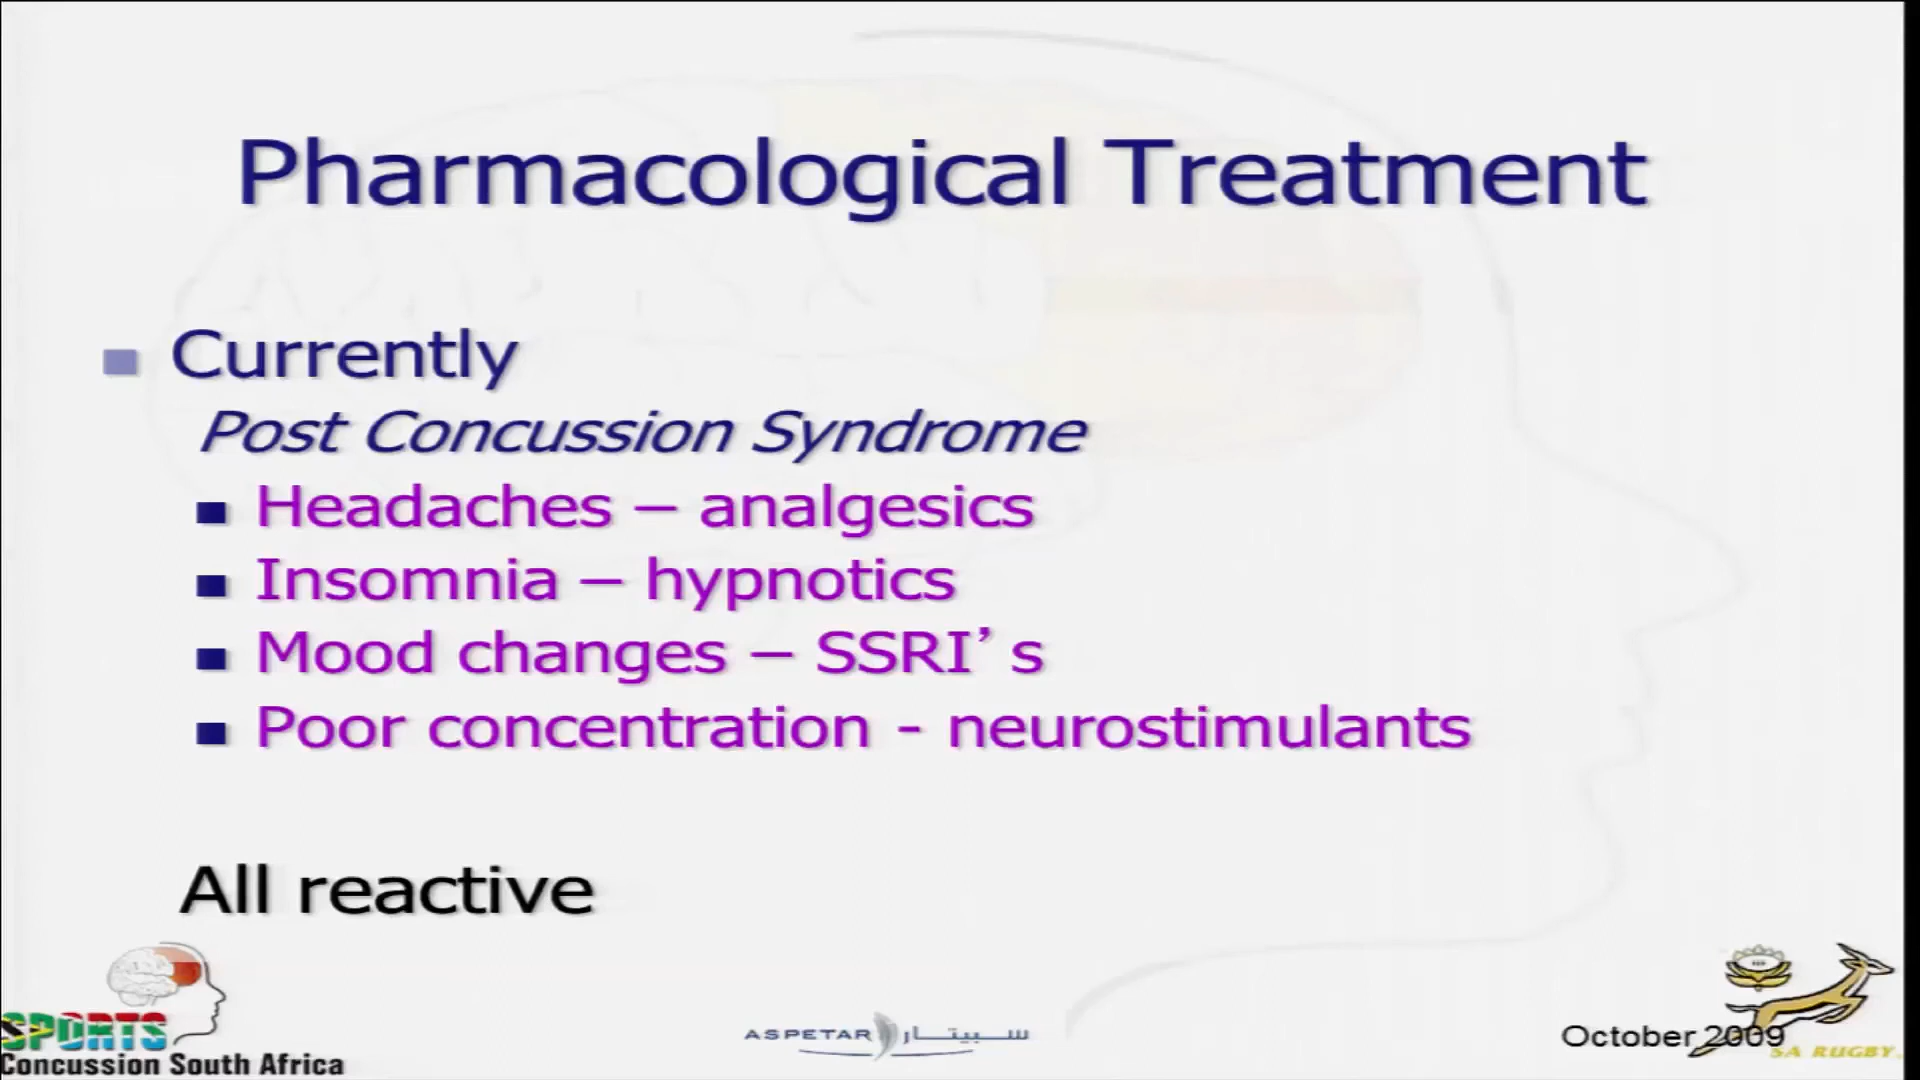 Pharmacological Treatment
Currently
Post Concussion Syndrome
Headaches – analgesics
Insomnia – hypnotics
Mood changes – SSRI’s
Poor concentration - neurostimulants
All reactive
SPORTS
Concussion South Africa
ASPETAR سبيتار
October 2009
SA RUGBY